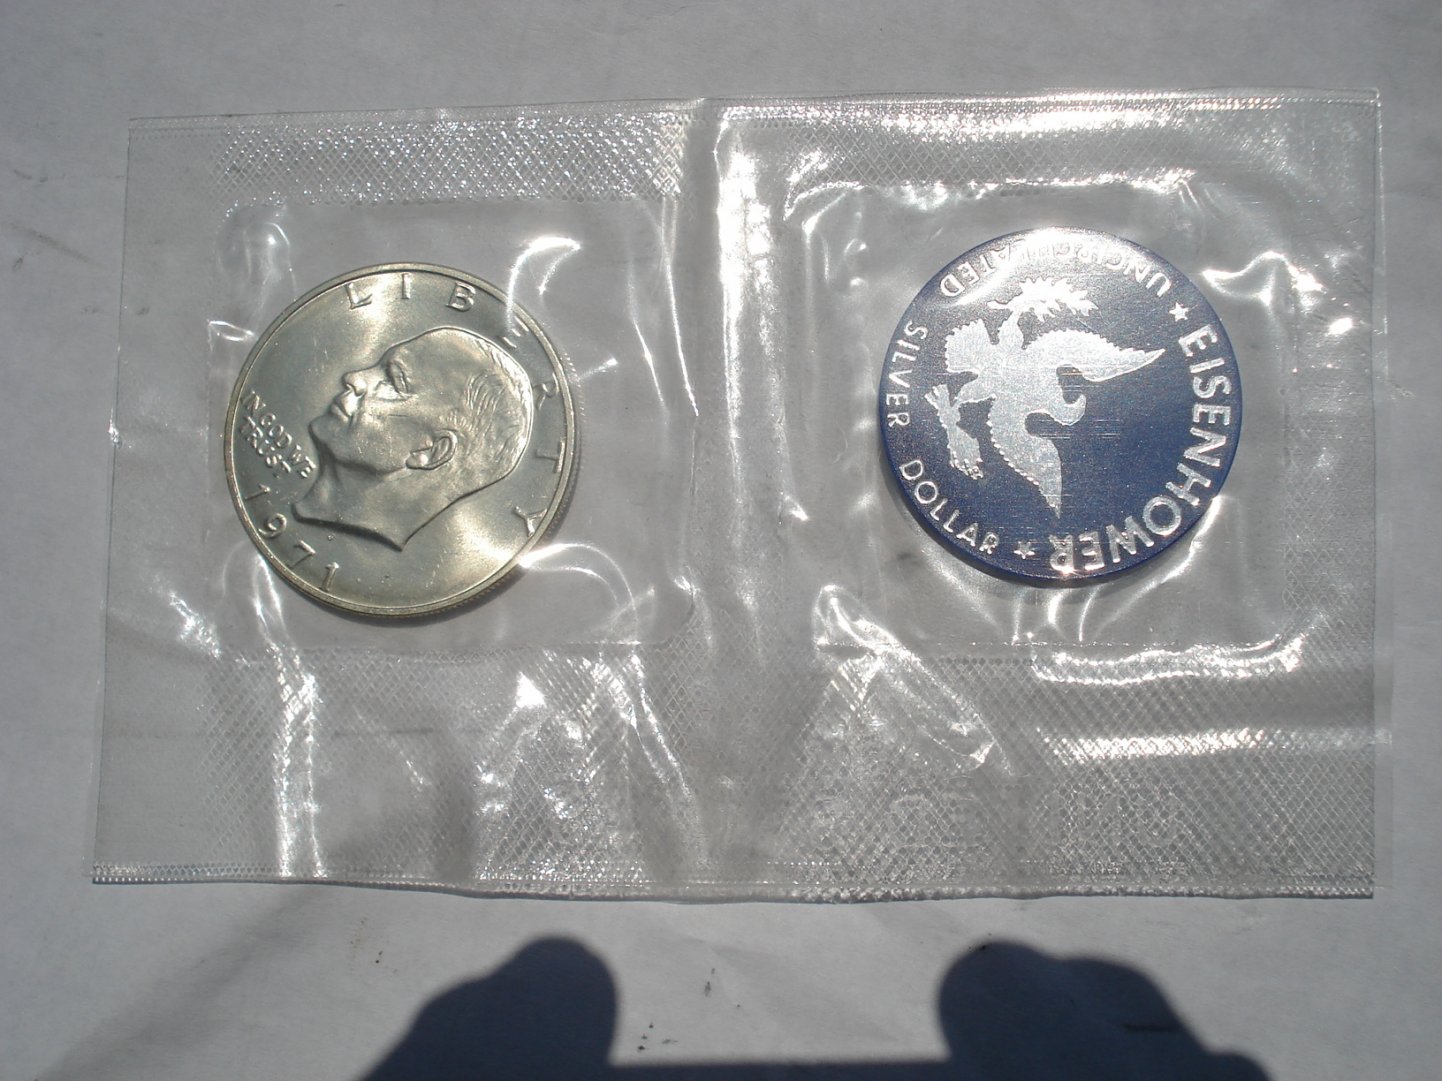 LIBERTY
IN GOD WE
TRUST
1971
★ EISENHOWER ★
UNCIRCULATED
SILVER DOLLAR